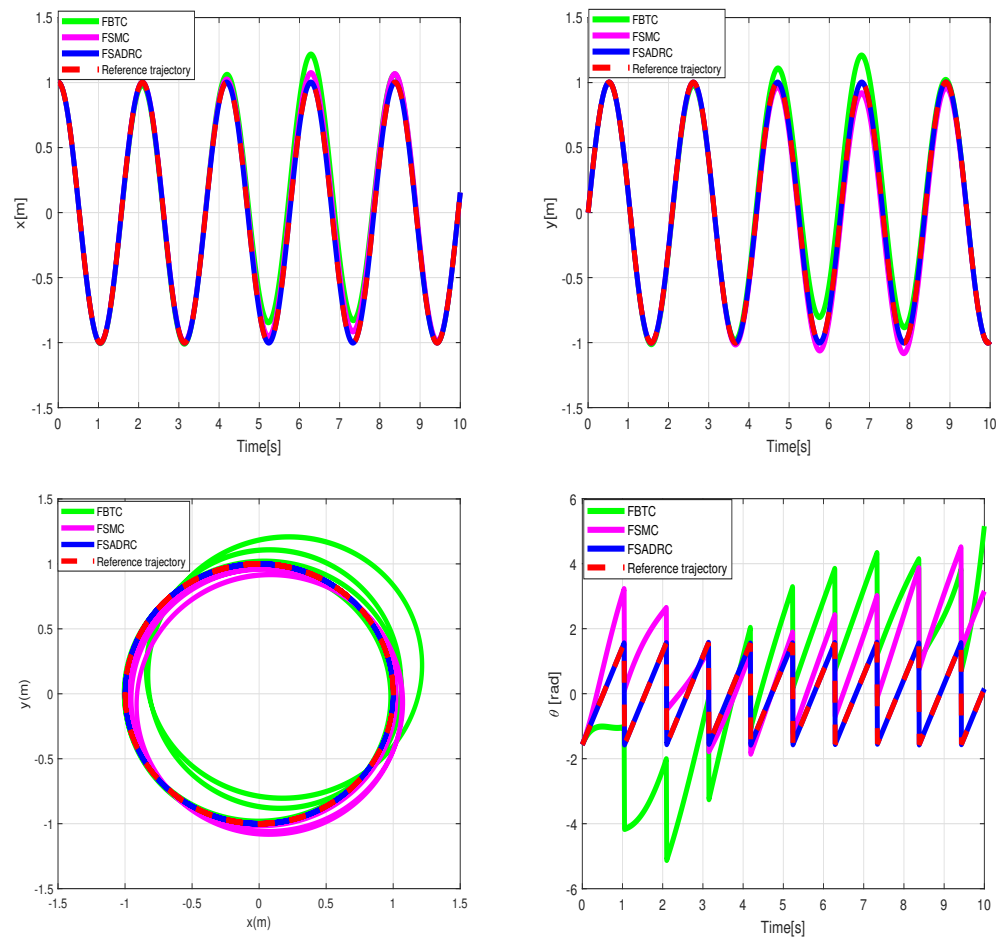 1.5
1
0.5
0
-0.5
-1
-1.5
x[m]
FBTC
FSMC
FSADRC
Reference trajectory
0 1 2 3 4 5 6 7 8 9 10
Time[s]
1.5
1
0.5
0
-0.5
-1
-1.5
y[m]
FBTC
FSMC
FSADRC
Reference trajectory
0 1 2 3 4 5 6 7 8 9 10
Time[s]
1.5
1
0.5
0
-0.5
-1
-1.5
y(m)
FBTC
FSMC
FSADRC
Reference trajectory
-1.5 -1 -0.5 0 0.5 1 1.5
x(m)
6
4
2
0
-2
-4
-6
θ [rad]
FBTC
FSMC
FSADRC
Reference trajectory
0 1 2 3 4 5 6 7 8 9 10
Time[s]